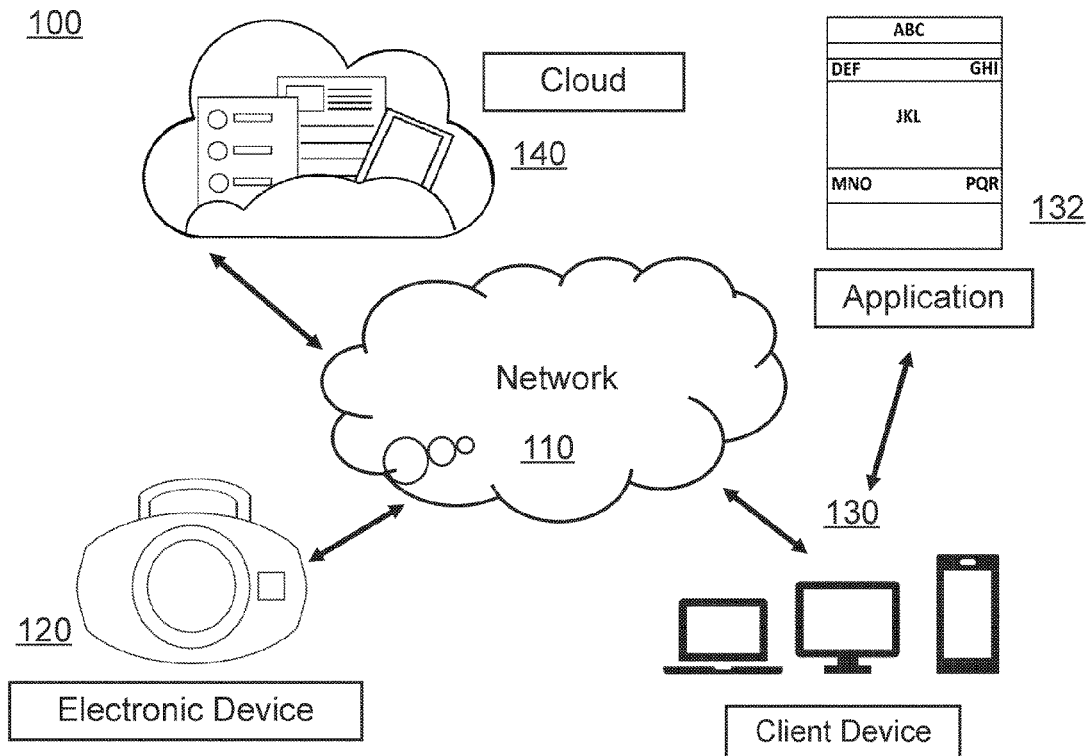 100
Cloud
140
ABC
DEF GHI
JKL
MNO PQR
132
Application
Network
110
130
120
Electronic Device
Client Device